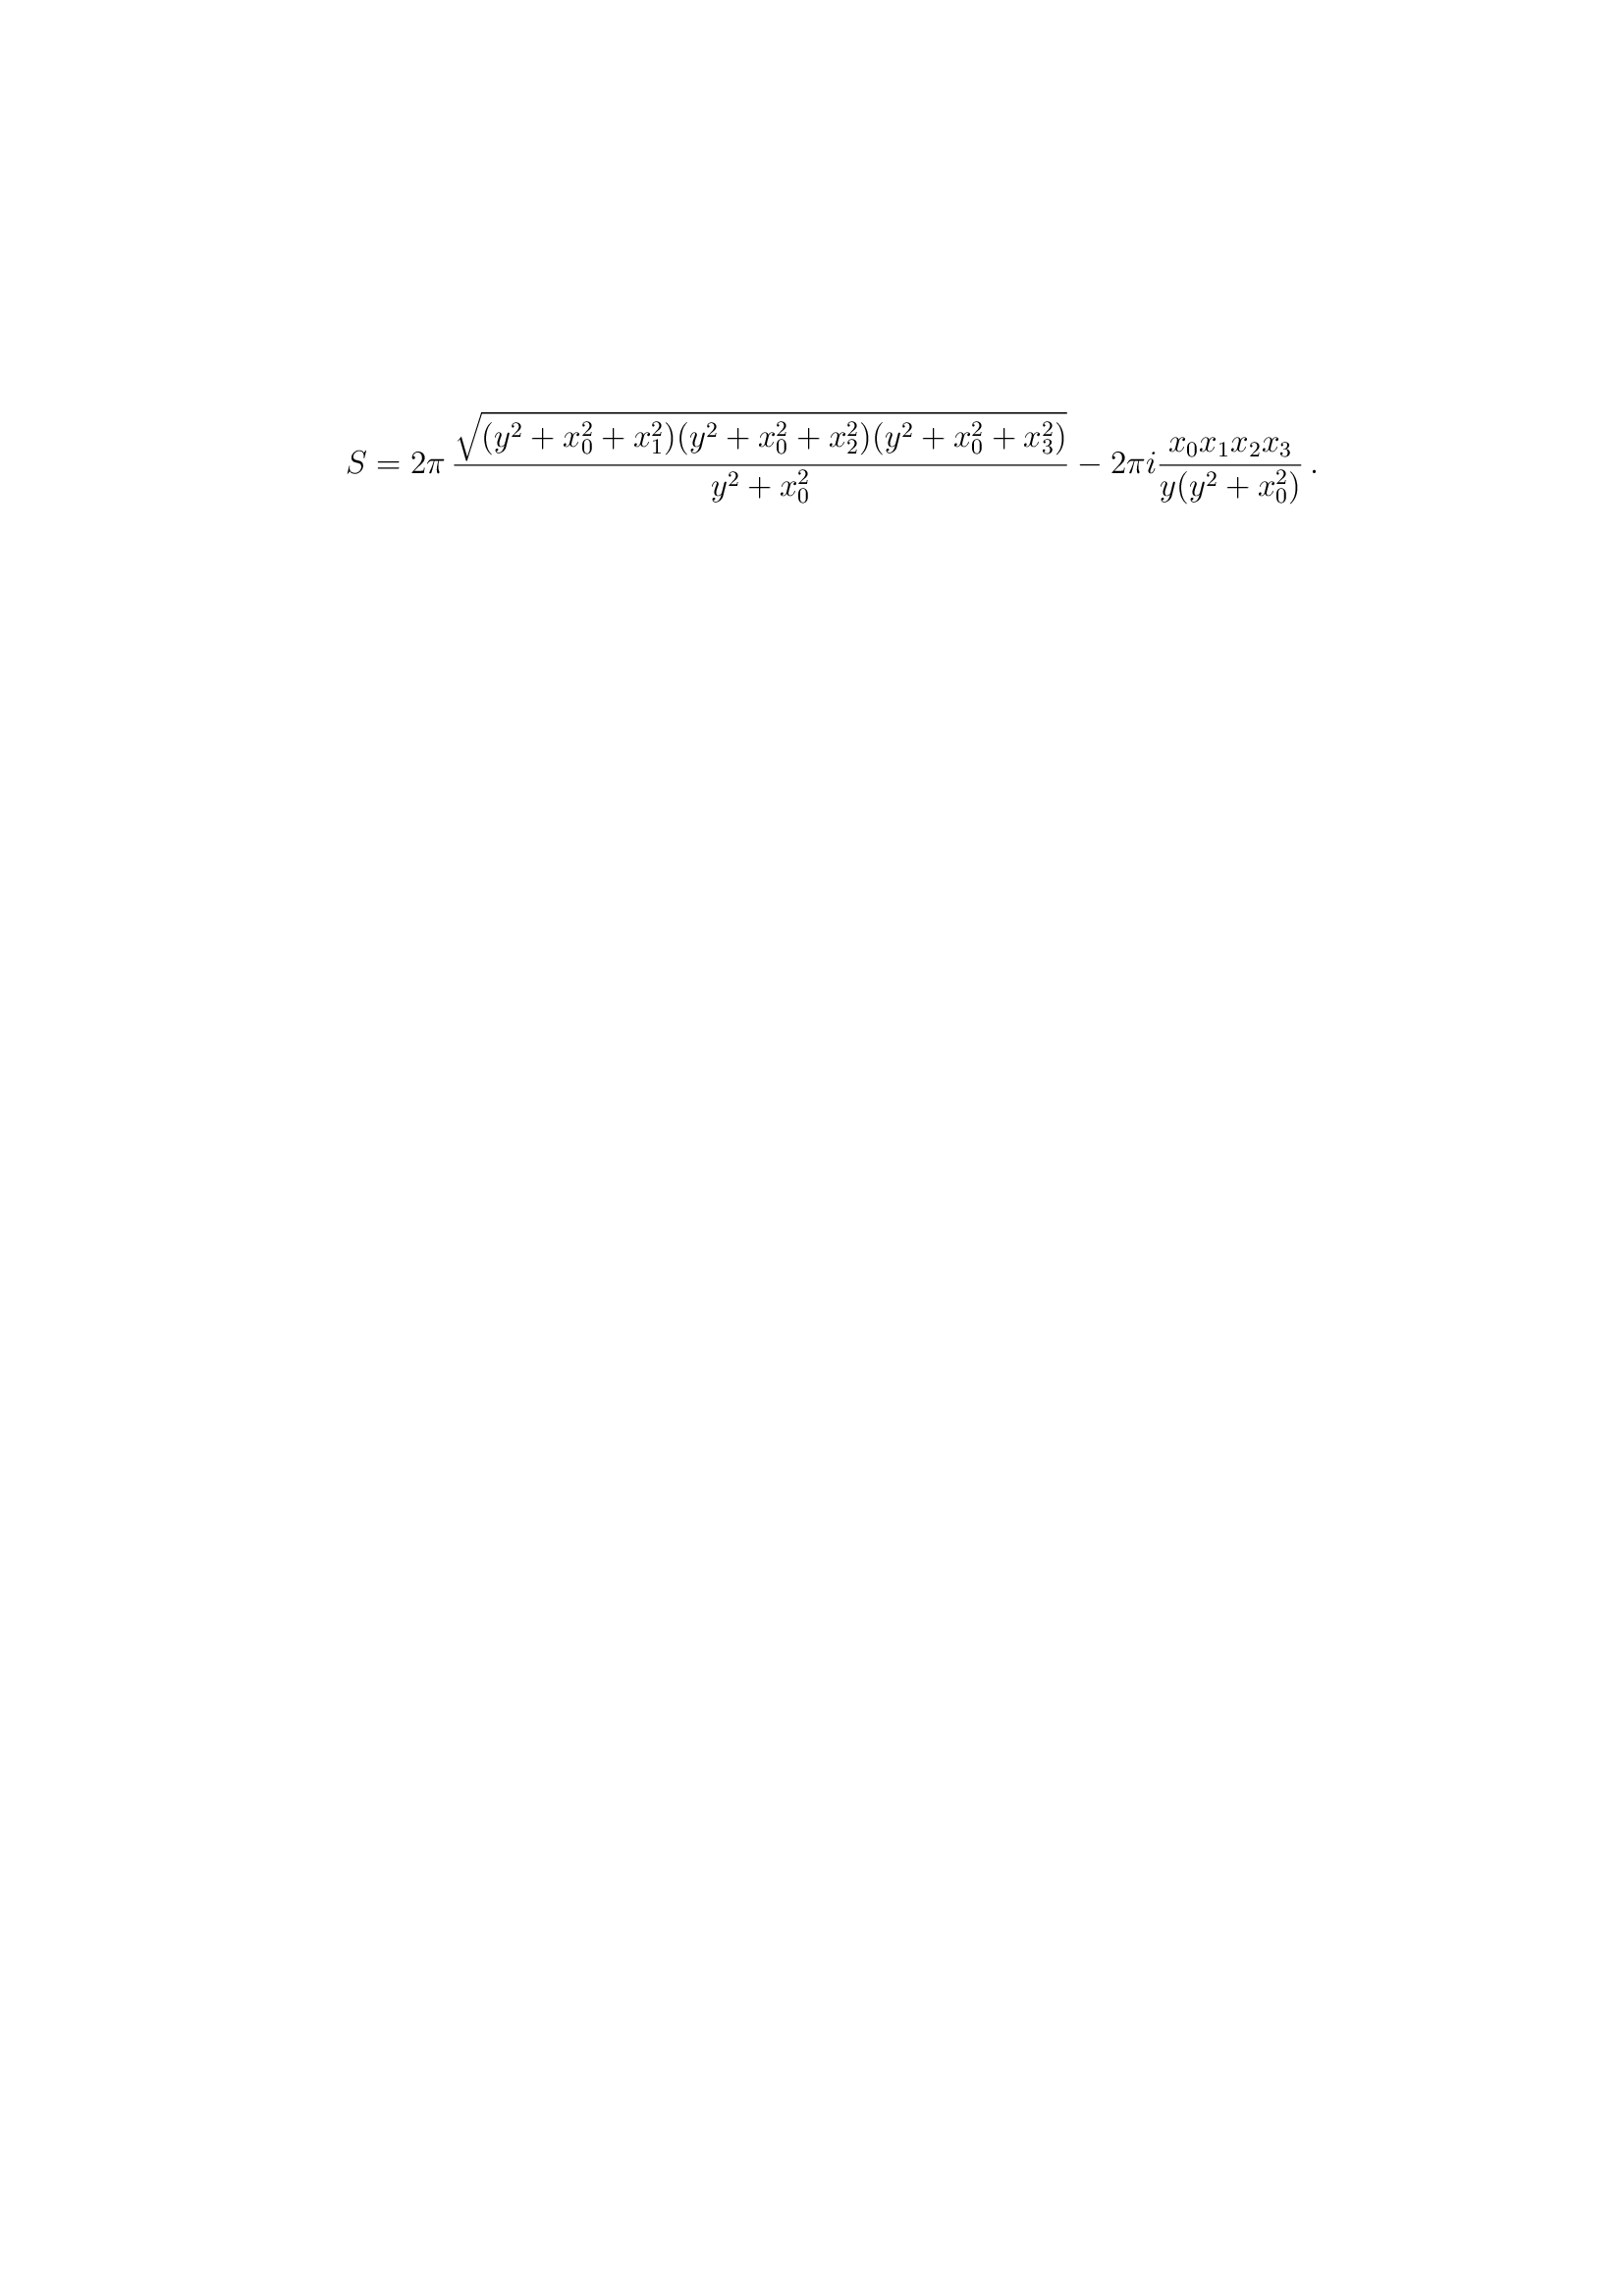 $$S = 2\pi \, \frac{\sqrt{(y^2 + x_0^2 + x_1^2)(y^2 + x_0^2 + x_2^2)(y^2 + x_0^2 + x_3^2)}}{y^2 + x_0^2} - 2\pi i \frac{x_0 x_1 x_2 x_3}{y(y^2 + x_0^2)} \, .$$